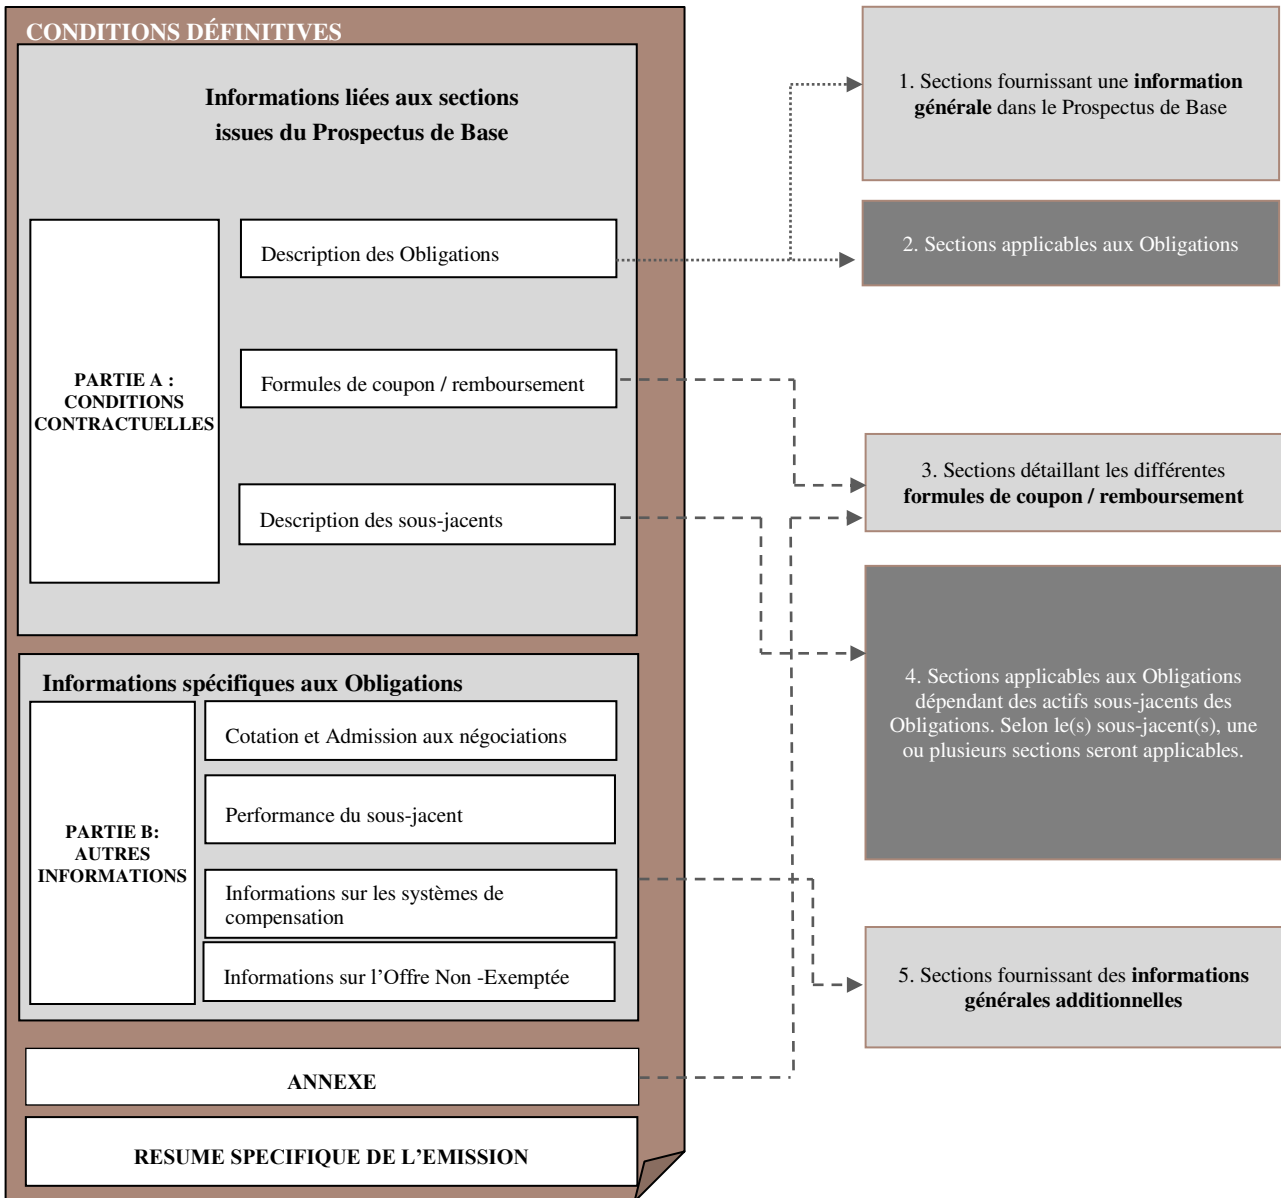 CONDITIONS DÉFINITIVES
Informations liées aux sections
issues du Prospectus de Base
PARTIE A :
CONDITIONS
CONTRACTUELLES
Description des Obligations
Formules de coupon / remboursement
Description des sous-jacents
Informations spécifiques aux Obligations
PARTIE B:
AUTRES
INFORMATIONS
Cotation et Admission aux négociations
Performance du sous-jacent
Informations sur les systèmes de
compensation
Informations sur l’Offre Non -Exemptée
ANNEXE
RESUME SPECIFIQUE DE L’EMISSION
1. Sections fournissant une information
générale dans le Prospectus de Base
2. Sections applicables aux Obligations
3. Sections détaillant les différentes
formules de coupon / remboursement
4. Sections applicables aux Obligations
dépendant des actifs sous-jacents des
Obligations. Selon le(s) sous-jacent(s), une
ou plusieurs sections seront applicables.
5. Sections fournissant des informations
générales additionnelles